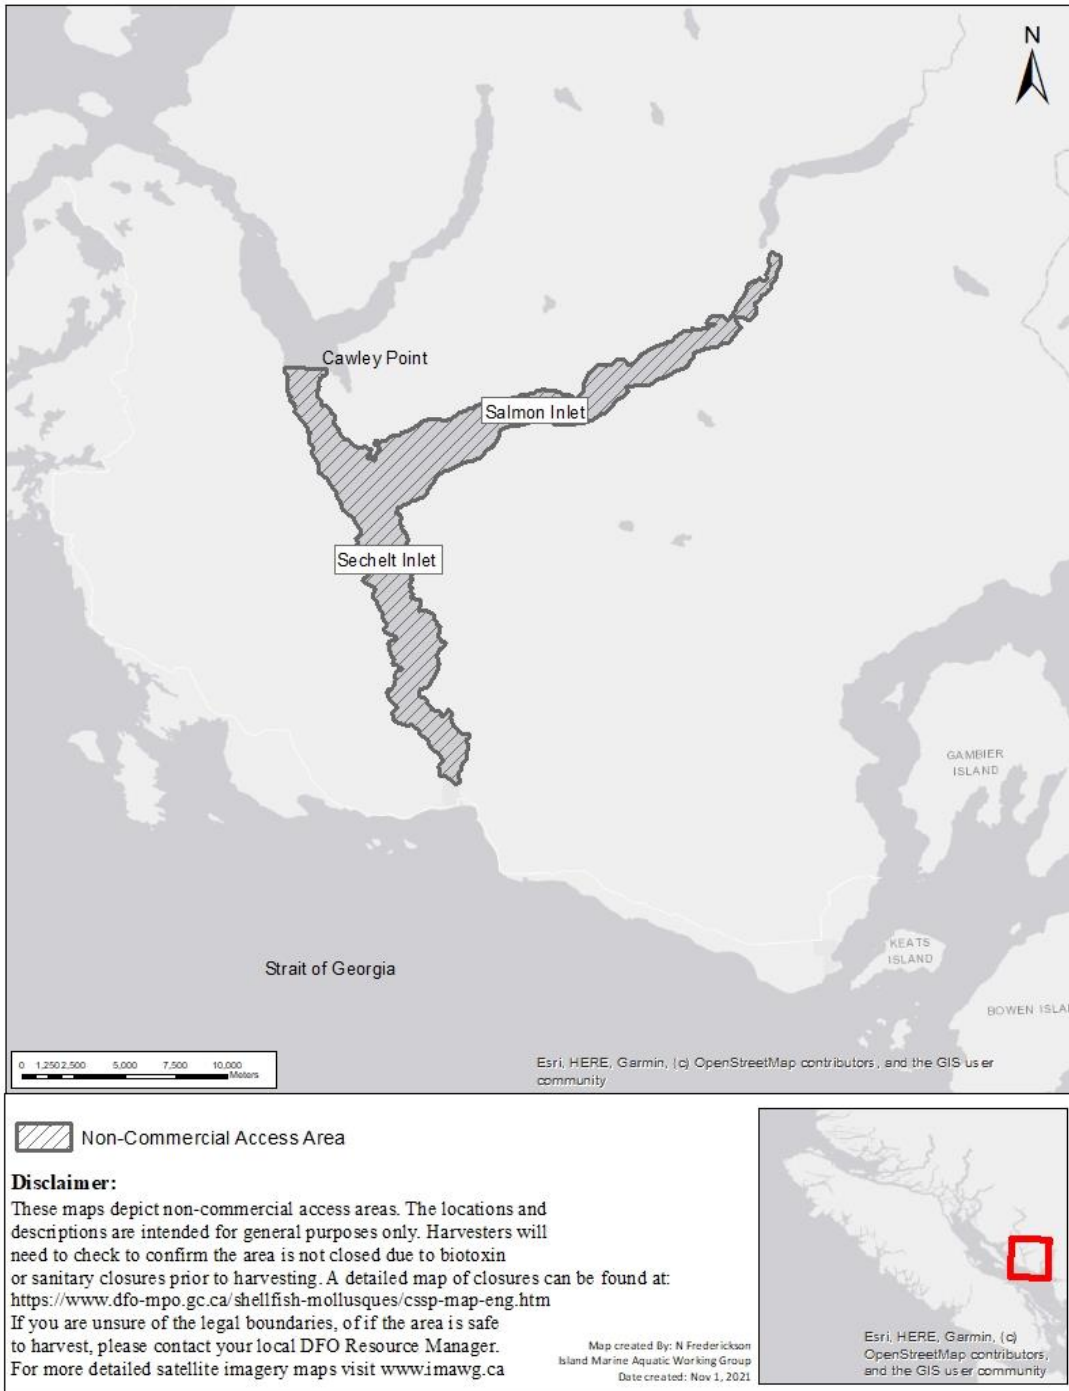 N
Cawley Point
Salmon Inlet
Sechelt Inlet
GAMBIER
ISLAND
KEATS
ISLAND
Strait of Georgia
BOWEN ISLA
0 1,250 2,500 5,000 7,500 10,000
Meters
Esri, HERE, Garmin, (c) OpenStreetMap contributors, and the GIS user
community
Non-Commercial Access Area
Disclaimer:
These maps depict non-commercial access areas. The locations and
descriptions are intended for general purposes only. Harvesters will
need to check to confirm the area is not closed due to biotoxin
or sanitary closures prior to harvesting. A detailed map of closures can be found at:
https://www.dfo-mpo.gc.ca/shellfish-mollusques/cssp-map-eng.htm
If you are unsure of the legal boundaries, of if the area is safe
to harvest, please contact your local DFO Resource Manager.
For more detailed satellite imagery maps visit www.imawg.ca
Map created By: N Frederickson
Island Marine Aquatic Working Group
Date created: Nov 1, 2021
Esri, HERE, Garmin, (c)
OpenStreetMap contributors,
and the GIS user community